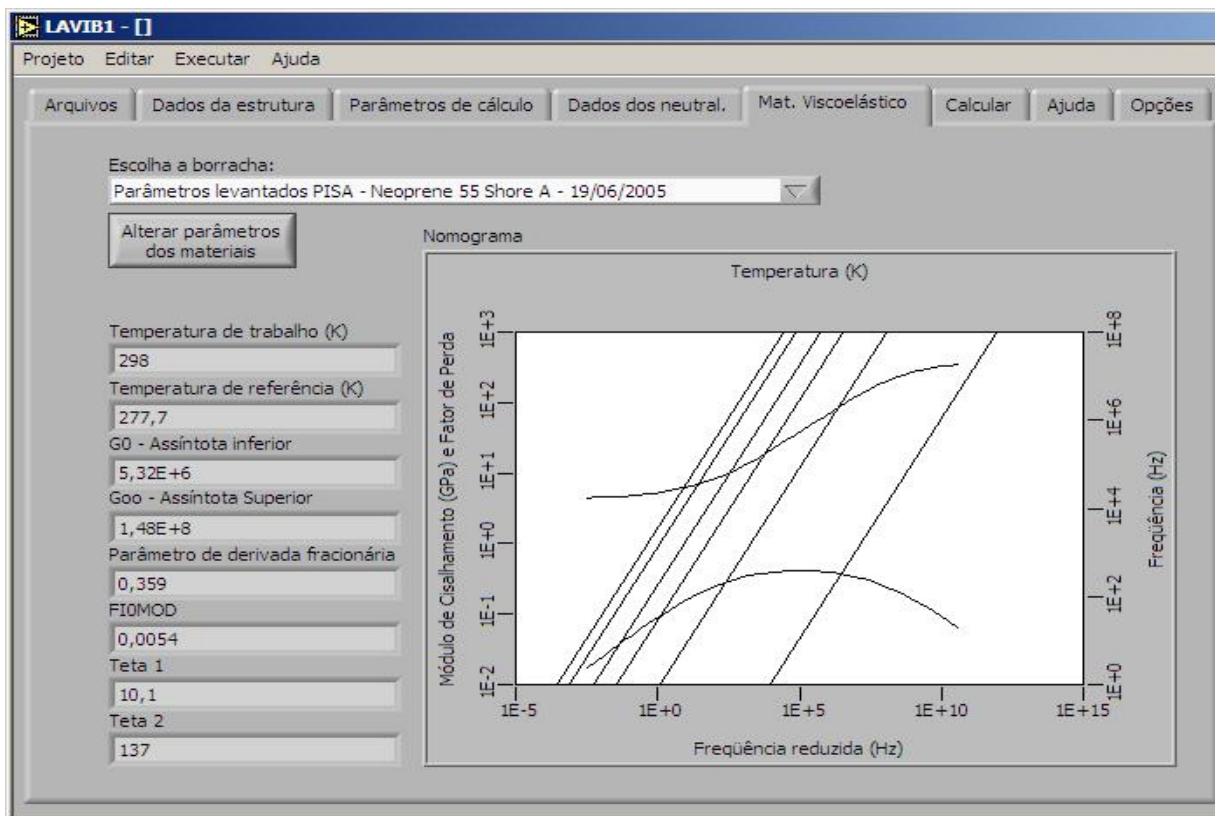 LAVIB1 - []
Projeto Editar Executar Ajuda
Arquivos Dados da estrutura Parâmetros de cálculo Dados dos neutral. Mat. Viscoelástico Calcular Ajuda Opções
Escolha a borracha:
Parâmetros levantados PISA - Neoprene 55 Shore A - 19/06/2005
Alterar parâmetros
dos materiais
Temperatura de trabalho (K)
298
Temperatura de referência (K)
277,7
G0 - Assíntota inferior
5,32E+6
Goo - Assíntota Superior
1,48E+8
Parâmetro de derivada fracionária
0,359
FI0MOD
0,0054
Teta 1
10,1
Teta 2
137
Nomograma
Temperatura (K)
Módulo de Cisalhamento (GPa) e Fator de Perda
1E+3
1E+2
1E+1
1E+0
1E-1
1E-2
1E+8
1E+6
1E+4
1E+2
1E+0
Freqüência (Hz)
1E-5 1E+0 1E+5 1E+10 1E+15
Freqüência reduzida (Hz)